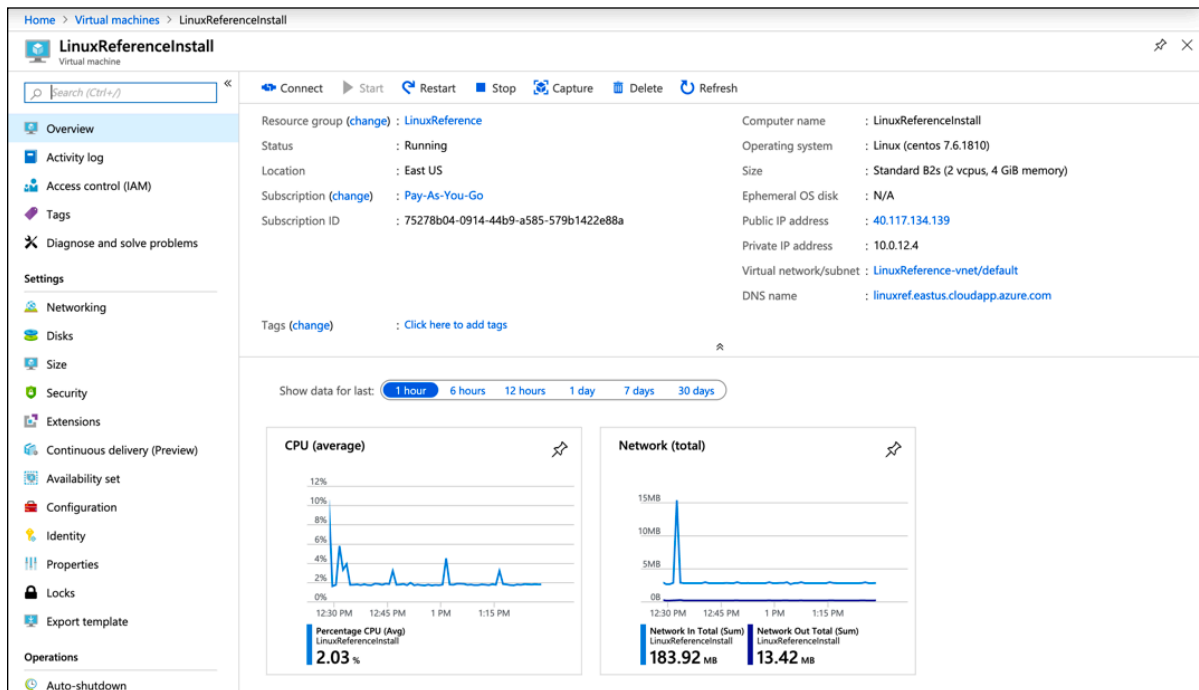 Home > Virtual machines > LinuxReferenceInstall
LinuxReferenceInstall
Virtual machine
Search (Ctrl+/)
«
Overview
Activity log
Access control (IAM)
Tags
Diagnose and solve problems
Settings
Networking
Disks
Size
Security
Extensions
Continuous delivery (Preview)
Availability set
Configuration
Identity
Properties
Locks
Export template
Operations
Auto-shutdown
Connect Start Restart Stop Capture Delete Refresh
Resource group (change) : LinuxReference
Status : Running
Location : East US
Subscription (change) : Pay-As-You-Go
Subscription ID : 75278b04-0914-44b9-a585-579b1422e88a
Computer name : LinuxReferenceInstall
Operating system : Linux (centos 7.6.1810)
Size : Standard B2s (2 vcpus, 4 GiB memory)
Ephemeral OS disk : N/A
Public IP address : 40.117.134.139
Private IP address : 10.0.12.4
Virtual network/subnet : LinuxReference-vnet/default
DNS name : linuxref.eastus.cloudapp.azure.com
Tags (change) : Click here to add tags
Show data for last: 1 hour 6 hours 12 hours 1 day 7 days 30 days
CPU (average)
12%
10%
8%
6%
4%
2%
0%
12:30 PM 12:45 PM 1 PM 1:15 PM
Percentage CPU (Avg)
LinuxReferenceInstall
2.03 %
Network (total)
15MB
10MB
5MB
0B
12:30 PM 12:45 PM 1 PM 1:15 PM
Network In Total (Sum)
LinuxReferenceInstall
183.92 MB
Network Out Total (Sum)
LinuxReferenceInstall
13.42 MB